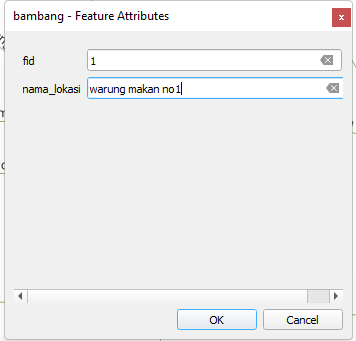 bambang - Feature Attributes
fid 1
nama_lokasi warung makan no1
OK Cancel